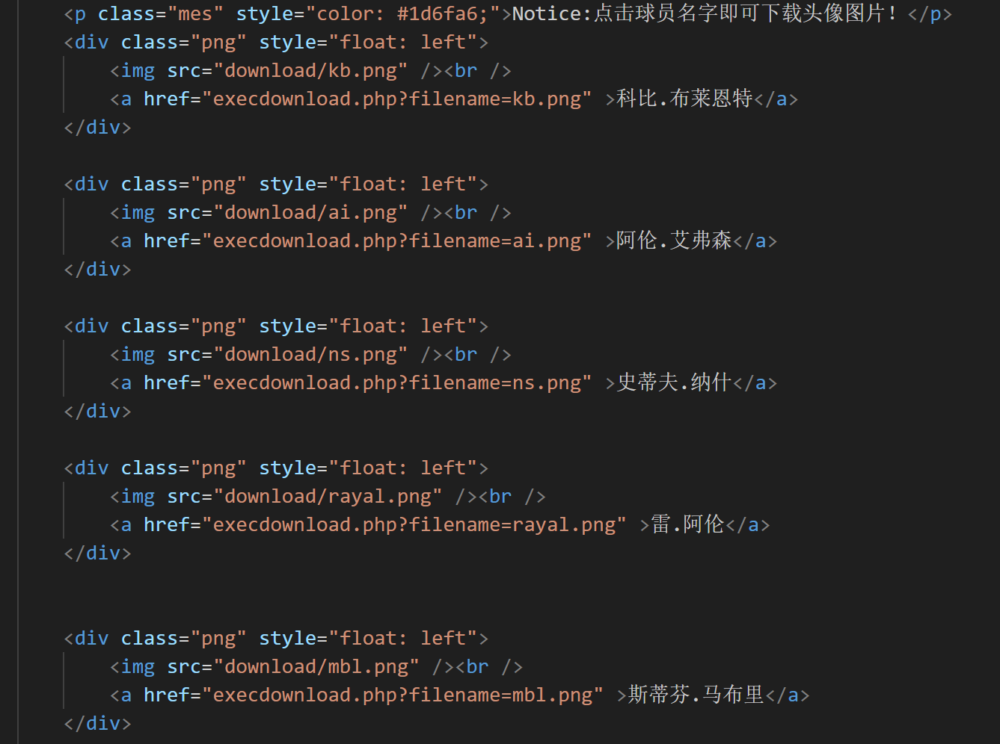 <p class="mes" style="color: #1d6fa6;">Notice:点击球员名字即可下载头像图片！</p>
<div class="png" style="float: left">
<img src="download/kb.png" /><br />
<a href="execdownload.php?filename=kb.png" >科比.布莱恩特</a>
</div>
<div class="png" style="float: left">
<img src="download/ai.png" /><br />
<a href="execdownload.php?filename=ai.png" >阿伦.艾弗森</a>
</div>
<div class="png" style="float: left">
<img src="download/ns.png" /><br />
<a href="execdownload.php?filename=ns.png" >史蒂夫.纳什</a>
</div>
<div class="png" style="float: left">
<img src="download/rayal.png" /><br />
<a href="execdownload.php?filename=rayal.png" >雷.阿伦</a>
</div>
<div class="png" style="float: left">
<img src="download/mbl.png" /><br />
<a href="execdownload.php?filename=mbl.png" >斯蒂芬.马布里</a>
</div>